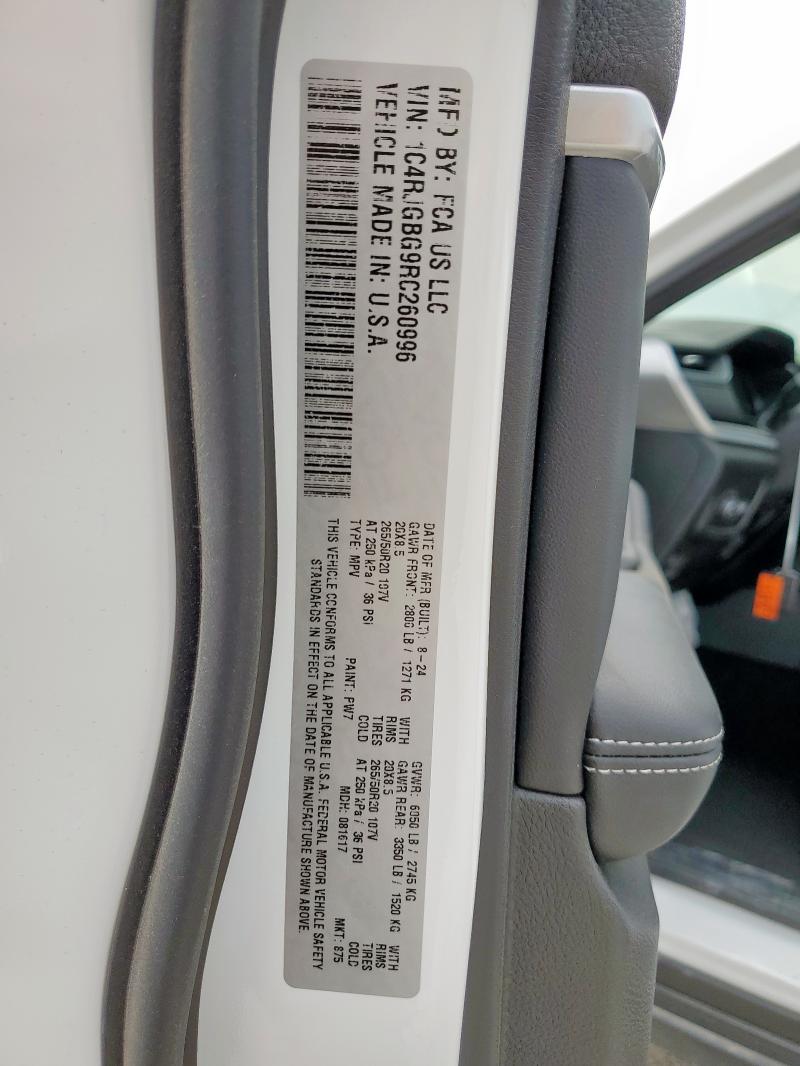 MFD BY: FCA US LLC
VIN: 1C4RJGBG9RC260996
VEHICLE MADE IN: U.S.A.
DATE OF MFR (BUILT): 8-24 GVWR: 6050 LB / 2745 KG
GAWR FRONT: 2800 LB / 1271 KG WITH GAWR REAR: 3350 LB / 1520 KG WITH
20X8.5 RIMS 20X8.5 RIMS
265/50R20 107V TIRES 265/50R20 107V TIRES
AT 250 kPa / 36 PSI COLD AT 250 kPa / 36 PSI COLD
TYPE: MPV PAINT: PW7 MDH: 081617 MKT: 875
THIS VEHICLE CONFORMS TO ALL APPLICABLE U.S.A. FEDERAL MOTOR VEHICLE SAFETY
STANDARDS IN EFFECT ON THE DATE OF MANUFACTURE SHOWN ABOVE.